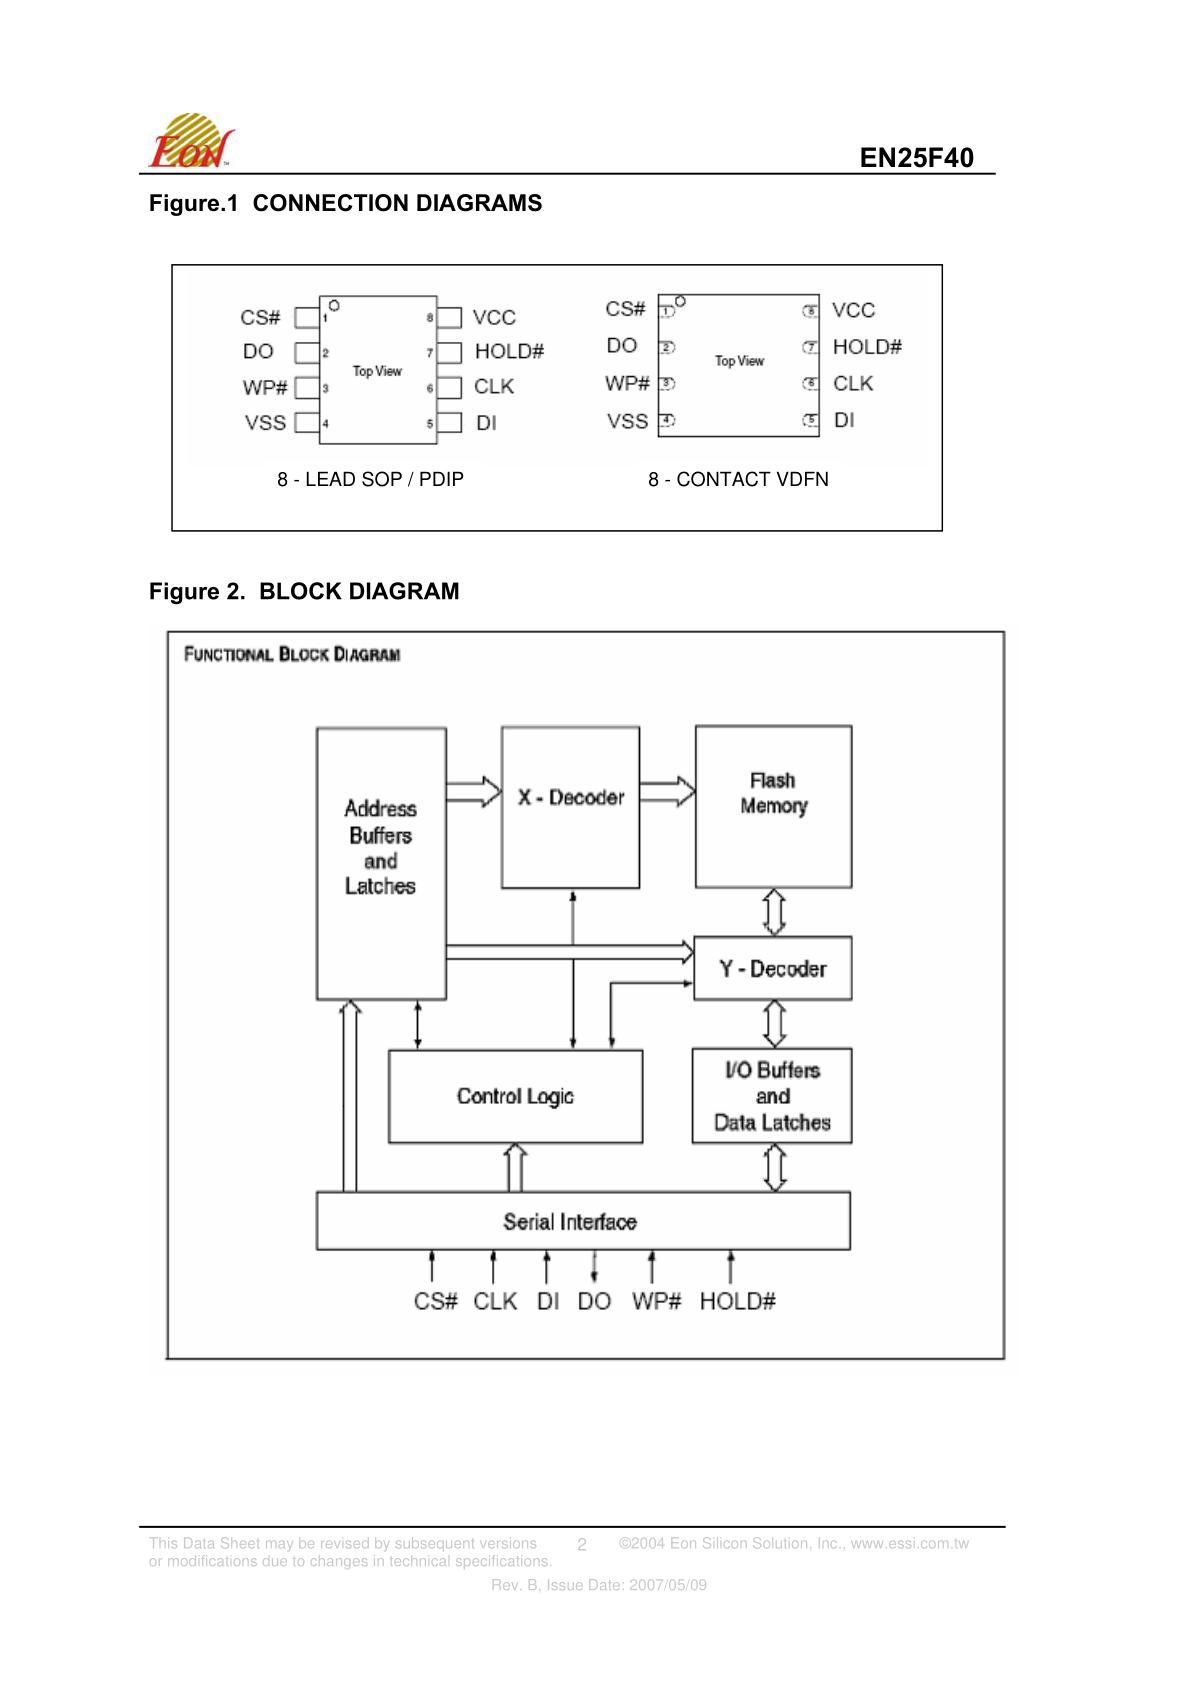 EON™
EN25F40
Figure.1 CONNECTION DIAGRAMS
CS# 1 8 VCC
DO 2 7 HOLD#
WP# 3 6 CLK
VSS 4 5 DI
Top View
8 - LEAD SOP / PDIP
CS# 1 8 VCC
DO 2 7 HOLD#
WP# 3 6 CLK
VSS 4 5 DI
Top View
8 - CONTACT VDFN
Figure 2. BLOCK DIAGRAM
FUNCTIONAL BLOCK DIAGRAM
Address
Buffers
and
Latches
X - Decoder
Flash
Memory
Y - Decoder
Control Logic
I/O Buffers
and
Data Latches
Serial Interface
CS# CLK DI DO WP# HOLD#
This Data Sheet may be revised by subsequent versions 2 ©2004 Eon Silicon Solution, Inc., www.essi.com.tw
or modifications due to changes in technical specifications.
Rev. B, Issue Date: 2007/05/09